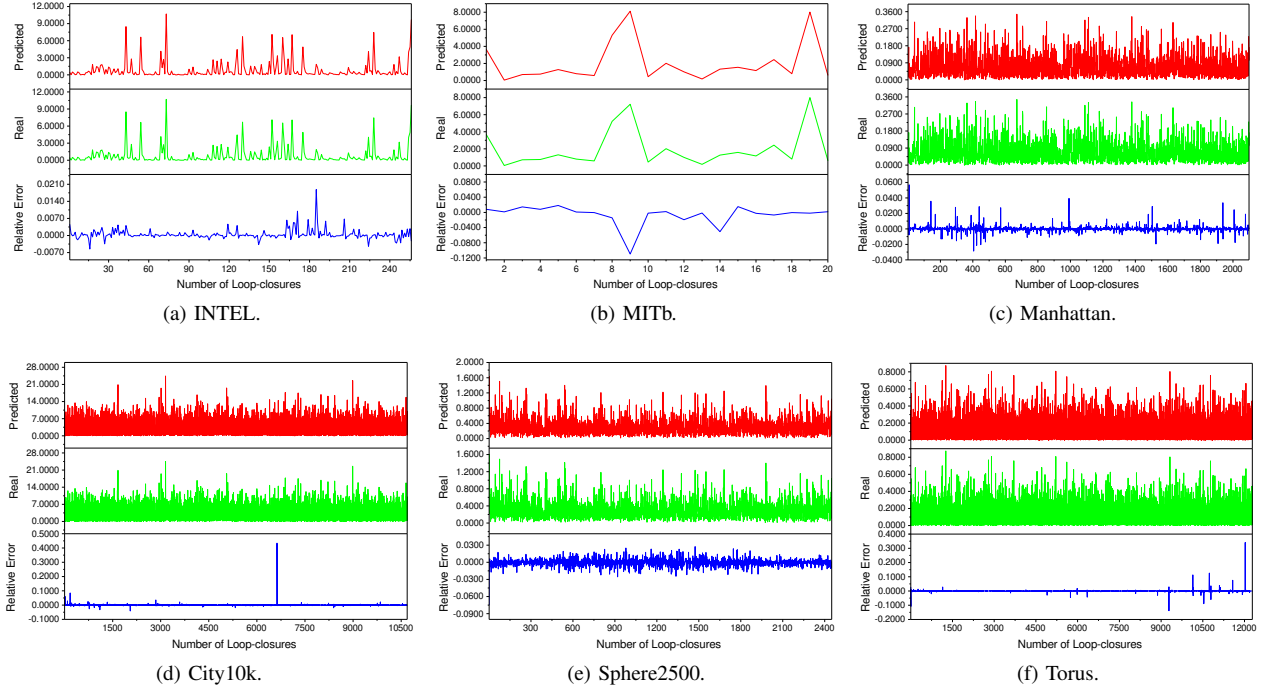 12.0000
9.0000
6.0000
3.0000
0.0000
Predicted
12.0000
9.0000
6.0000
3.0000
0.0000
Real
0.0210
0.0140
0.0070
0.0000
-0.0070
Relative Error
30 60 90 120 150 180 210 240
Number of Loop-closures
(a) INTEL.
8.0000
6.0000
4.0000
2.0000
0.0000
Predicted
8.0000
6.0000
4.0000
2.0000
0.0000
Real
0.0800
0.0400
0.0000
-0.0400
-0.0800
-0.1200
Relative Error
2 4 6 8 10 12 14 16 18 20
Number of Loop-closures
(b) MITb.
0.3600
0.2700
0.1800
0.0900
0.0000
Predicted
0.3600
0.2700
0.1800
0.0900
0.0000
Real
0.0600
0.0400
0.0200
0.0000
-0.0200
-0.0400
Relative Error
200 400 600 800 1000 1200 1400 1600 1800 2000
Number of Loop-closures
(c) Manhattan.
28.0000
21.0000
14.0000
7.0000
0.0000
Predicted
28.0000
21.0000
14.0000
7.0000
0.0000
Real
0.5000
0.4000
0.3000
0.2000
0.1000
0.0000
-0.1000
Relative Error
1500 3000 4500 6000 7500 9000 10500
Number of Loop-closures
(d) City10k.
2.0000
1.6000
1.2000
0.8000
0.4000
0.0000
Predicted
1.6000
1.2000
0.8000
0.4000
0.0000
Real
0.0300
0.0000
-0.0300
-0.0600
-0.0900
Relative Error
300 600 900 1200 1500 1800 2100 2400
Number of Loop-closures
(e) Sphere2500.
0.8000
0.6000
0.4000
0.2000
0.0000
Predicted
0.8000
0.6000
0.4000
0.2000
0.0000
Real
0.4000
0.3000
0.2000
0.1000
0.0000
-0.1000
-0.2000
Relative Error
1500 3000 4500 6000 7500 9000 10500 12000
Number of Loop-closures
(f) Torus.